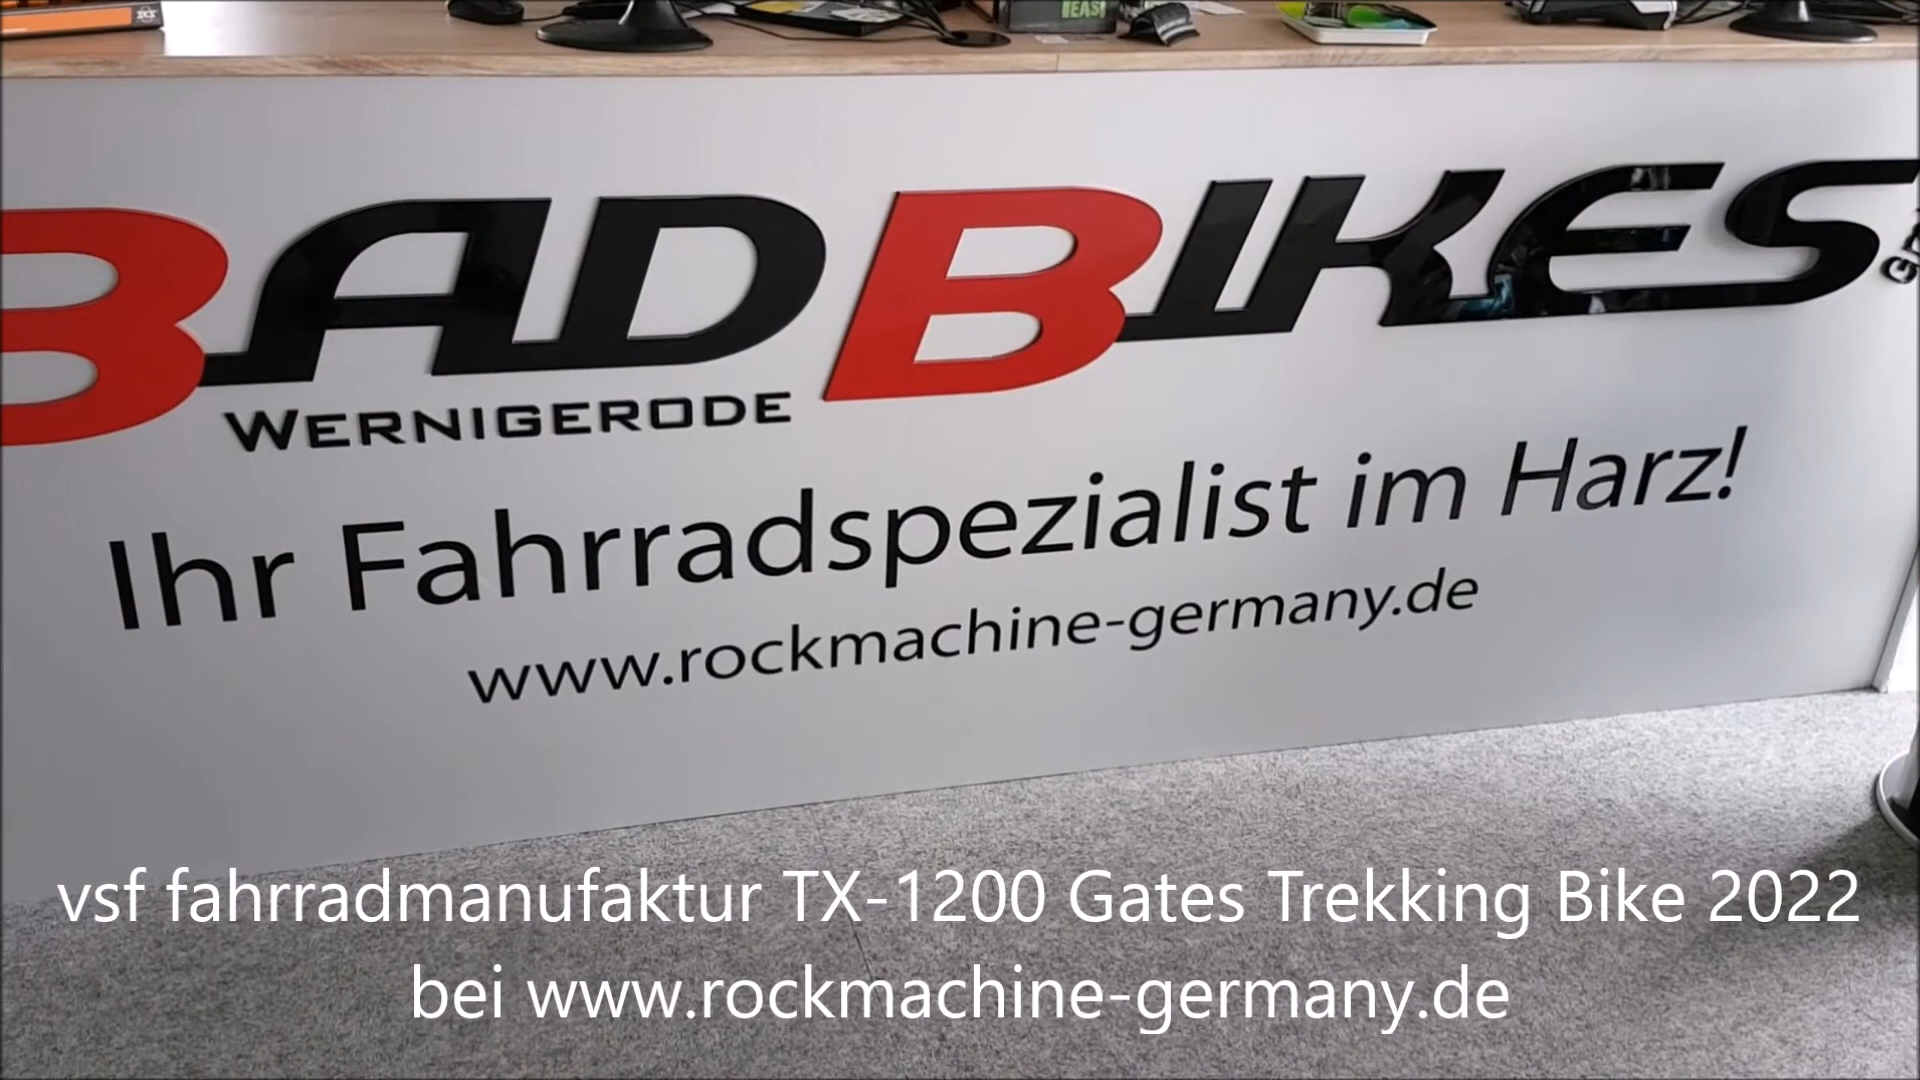 EASY
BADBIKES
WERNIGERODE
Ihr Fahrradspezialist im Harz!
www.rockmachine-germany.de
vsf fahrradmanufaktur TX-1200 Gates Trekking Bike 2022
bei www.rockmachine-germany.de